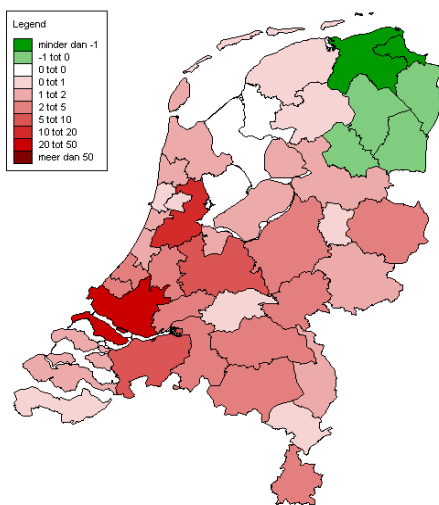 Legend
minder dan -1
-1 tot 0
0 tot 0
0 tot 1
1 tot 2
2 tot 5
5 tot 10
10 tot 20
20 tot 50
meer dan 50